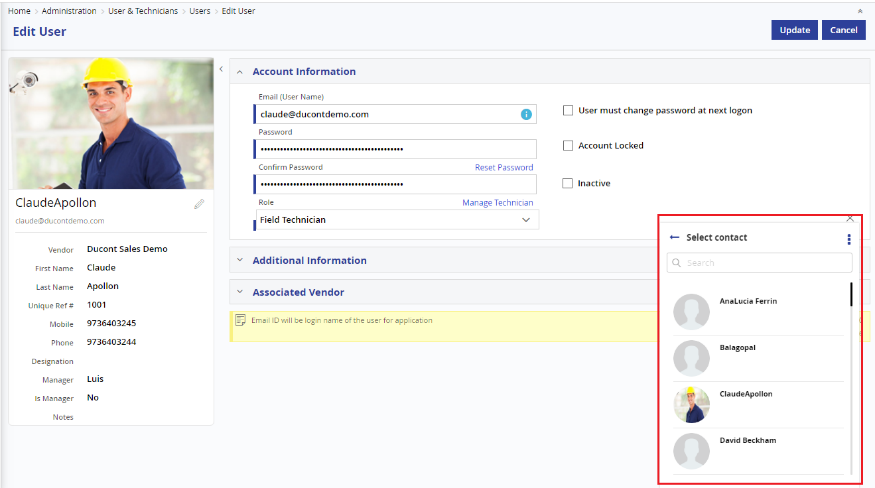 Home > Administration > User & Technicians > Users > Edit User
Edit User
Update
Cancel
ClaudeApollon
claude@ducontdemo.com
Vendor Ducont Sales Demo
First Name Claude
Last Name Apollon
Unique Ref # 1001
Mobile 9736403245
Phone 9736403244
Designation
Manager Luis
Is Manager No
Notes
Account Information
Email (User Name)
claude@ducontdemo.com
Password
Confirm Password Reset Password
Role Manage Technician
Field Technician
User must change password at next logon
Account Locked
Inactive
Additional Information
Associated Vendor
Email ID will be login name of the user for application
Select contact
Search
AnaLucia Ferrin
Balagopal
ClaudeApollon
David Beckham